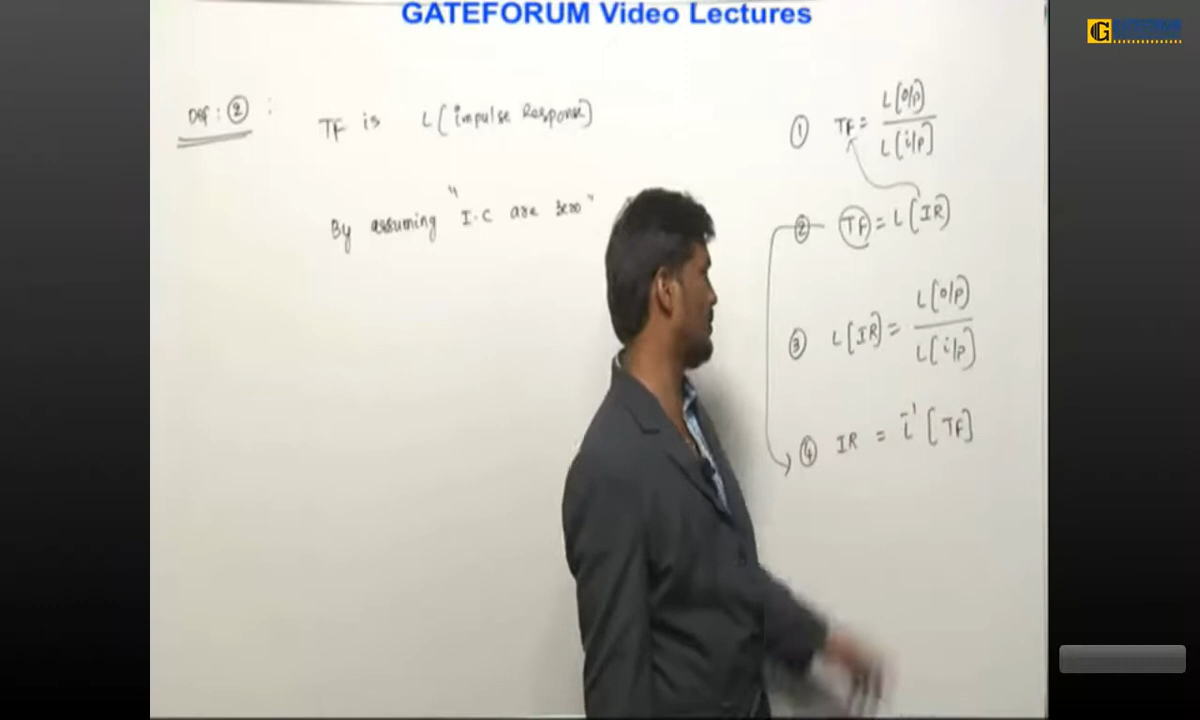 GATEFORUM Video Lectures
Def : ② :
TF is L(impulse Response)
By assuming "I.C are zero"
① TF = L[o/p] / L[i/p]
② TF = L[IR]
③ L[IR] = L[o/p] / L[i/p]
④ IR = L⁻¹[TF]
G